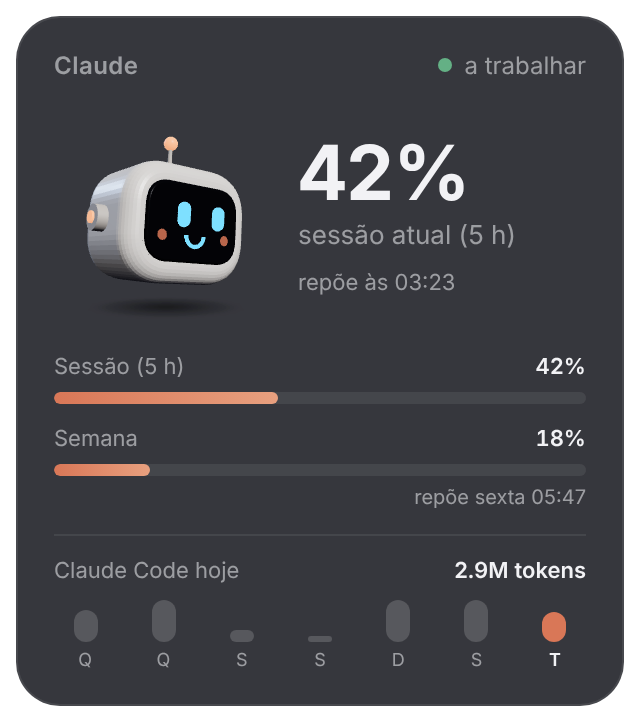 Claude
a trabalhar
42%
sessão atual (5 h)
repõe às 03:23
Sessão (5 h) 42%
Semana 18%
repõe sexta 05:47
Claude Code hoje 2.9M tokens
Q Q S S D S T